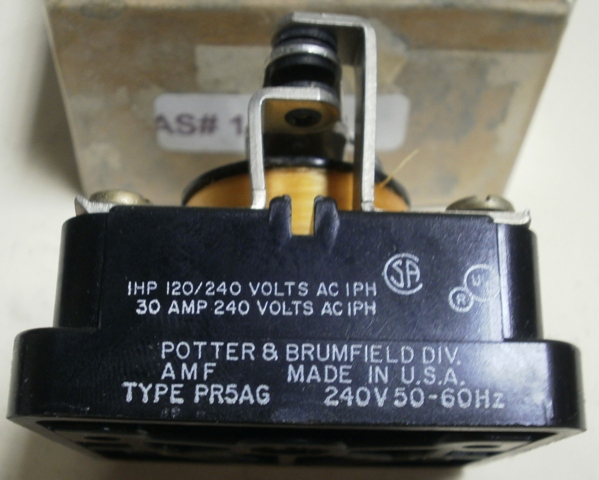 AS# 1
1HP 120/240 VOLTS AC 1PH
30 AMP 240 VOLTS AC 1PH
SA
R U
POTTER & BRUMFIELD DIV.
AMF MADE IN U.S.A.
TYPE PR5AG 240V 50-60Hz